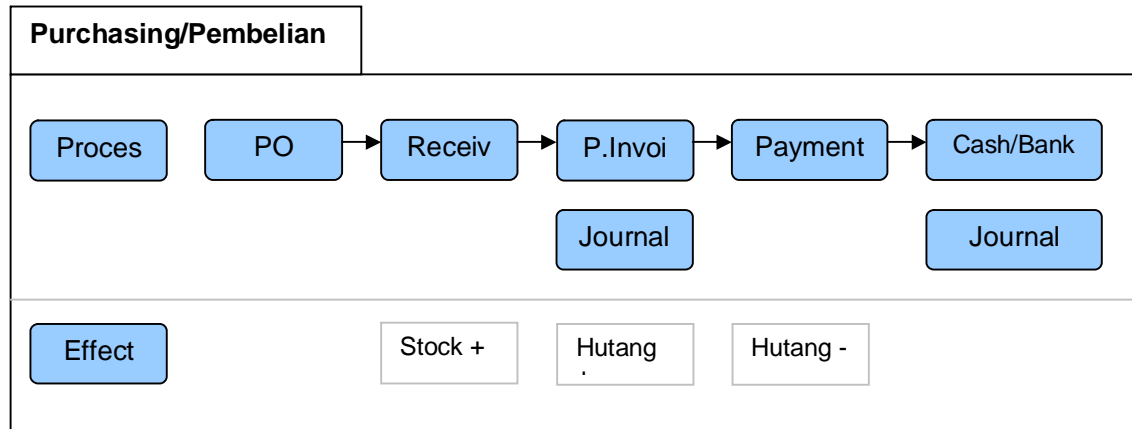 Purchasing/Pembelian
Proces
PO
Receiv
P.Invoi
Payment
Cash/Bank
Journal
Journal
Effect
Stock +
Hutang
Hutang -